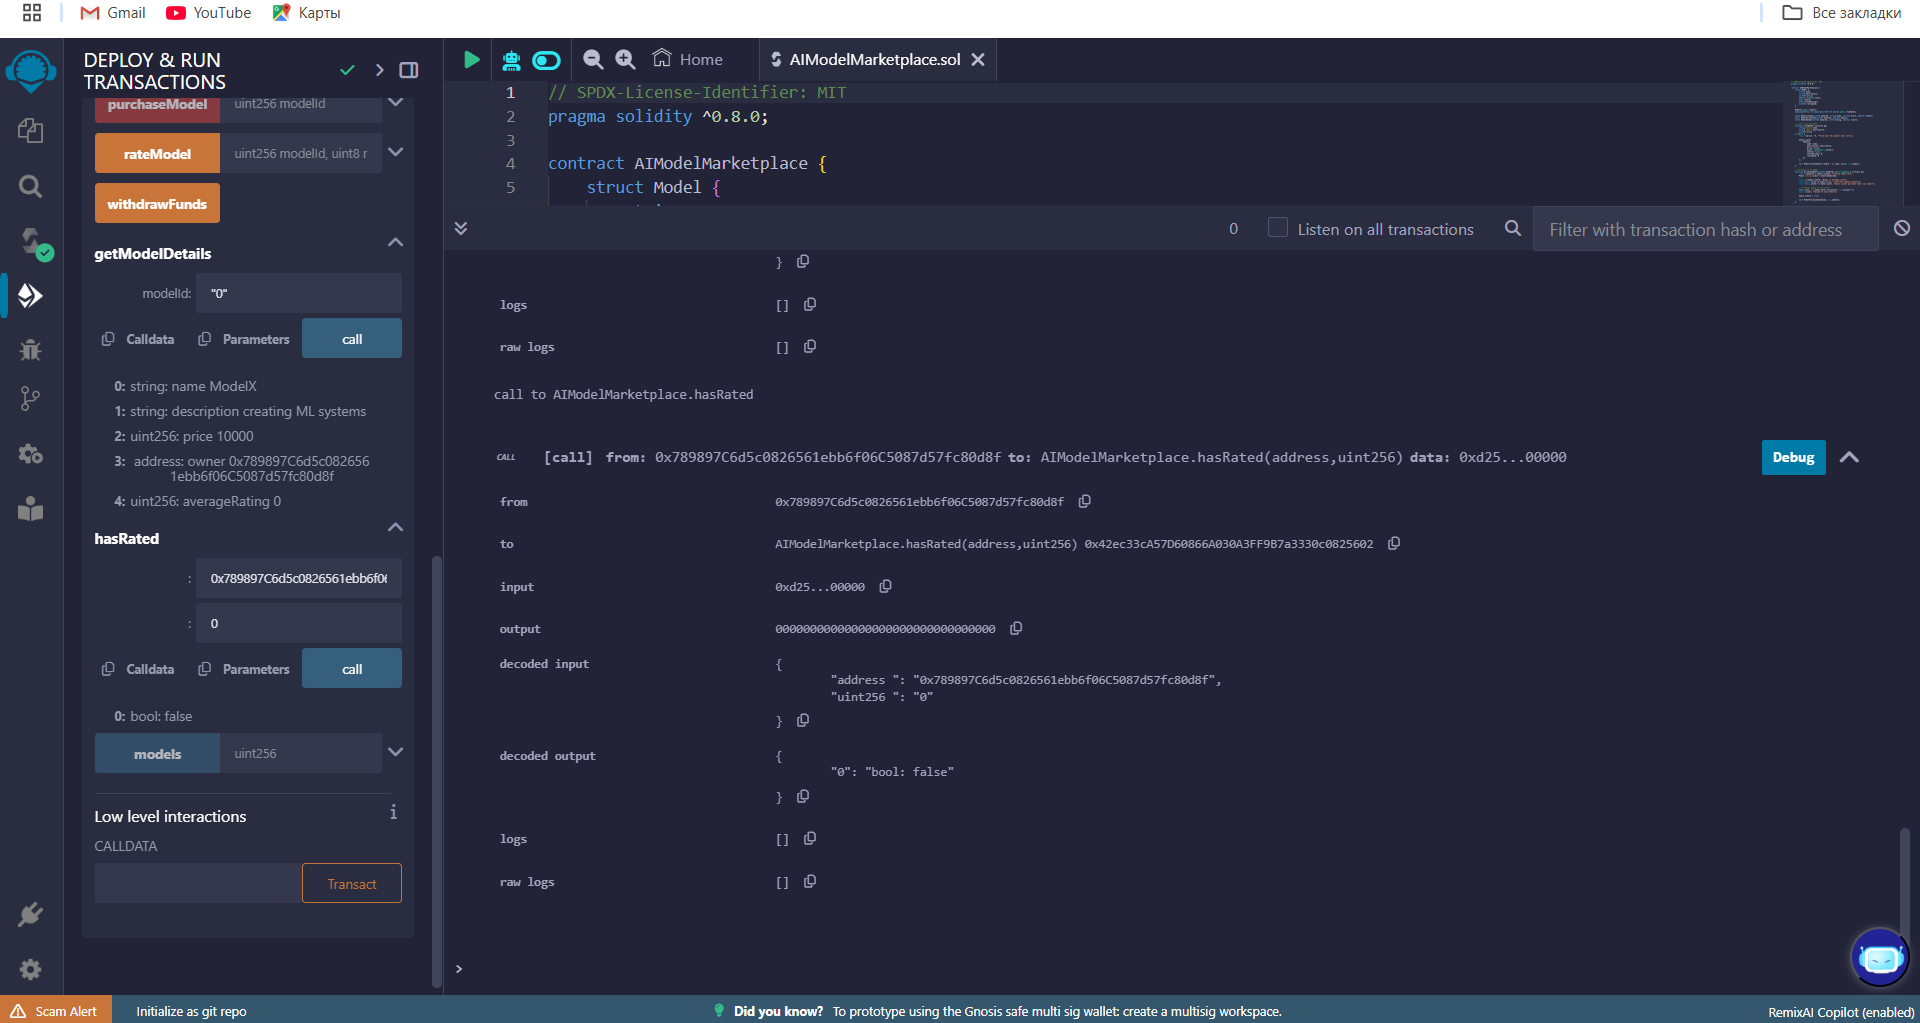 Gmail
YouTube
Карты
Все закладки
DEPLOY & RUN
TRANSACTIONS
purchaseModel
uint256 modelId
rateModel
uint256 modelId, uint8 r
withdrawFunds
getModelDetails
modelId:
"0"
Calldata
Parameters
call
0: string: name ModelX
1: string: description creating ML systems
2: uint256: price 10000
3: address: owner 0x789897C6d5c082656
1ebb6f06C5087d57fc80d8f
4: uint256: averageRating 0
hasRated
: 0x789897C6d5c0826561ebb6f06
: 0
Calldata
Parameters
call
0: bool: false
models
uint256
Low level interactions
i
CALLDATA
Transact
Home
AIModelMarketplace.sol
1 // SPDX-License-Identifier: MIT
2 pragma solidity ^0.8.0;
3
4 contract AIModelMarketplace {
5 struct Model {
0
Listen on all transactions
Filter with transaction hash or address
}
logs []
raw logs []
call to AIModelMarketplace.hasRated
CALL [call] from: 0x789897C6d5c0826561ebb6f06C5087d57fc80d8f to: AIModelMarketplace.hasRated(address,uint256) data: 0xd25...00000
Debug
from 0x789897C6d5c0826561ebb6f06C5087d57fc80d8f
to AIModelMarketplace.hasRated(address,uint256) 0x42ec33cA57D60866A030A3FF9B7a3330c0825602
input 0xd25...00000
output 00000000000000000000000000000000
decoded input {
"address ": "0x789897C6d5c0826561ebb6f06C5087d57fc80d8f",
"uint256 ": "0"
}
decoded output {
"0": "bool: false"
}
logs []
raw logs []
>
Scam Alert
Initialize as git repo
Did you know? To prototype using the Gnosis safe multi sig wallet: create a multisig workspace.
RemixAI Copilot (enabled)